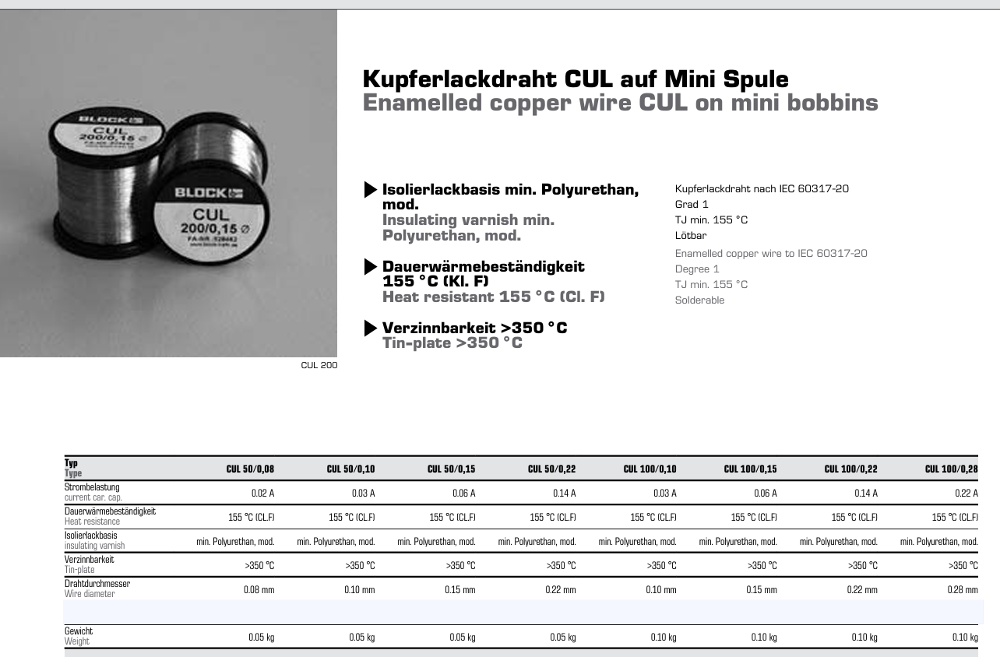 BLOCK
CUL
200/0,15 ∅
BLOCK
CUL
200/0,15 ∅
CUL 200
Kupferlackdraht CUL auf Mini Spule
Enamelled copper wire CUL on mini bobbins
Isolierlackbasis min. Polyurethan,
mod.
Insulating varnish min.
Polyurethan, mod.
Dauerwärmebeständigkeit
155 °C (Kl. F)
Heat resistant 155 °C (Cl. F)
Verzinnbarkeit >350 °C
Tin-plate >350 °C
Kupferlackdraht nach IEC 60317-20
Grad 1
TJ min. 155 °C
Lötbar
Enamelled copper wire to IEC 60317-20
Degree 1
TJ min. 155 °C
Solderable
Typ
Type CUL 50/0,08 CUL 50/0,10 CUL 50/0,15 CUL 50/0,22 CUL 100/0,10 CUL 100/0,15 CUL 100/0,22 CUL 100/0,28
Strombelastung
current car. cap. 0.02 A 0.03 A 0.06 A 0.14 A 0.03 A 0.06 A 0.14 A 0.22 A
Dauerwärmebeständigkeit
Heat resistance 155 °C (CL.F) 155 °C (CL.F) 155 °C (CL.F) 155 °C (CL.F) 155 °C (CL.F) 155 °C (CL.F) 155 °C (CL.F) 155 °C (CL.F)
Isolierlackbasis
insulating varnish min. Polyurethan, mod. min. Polyurethan, mod. min. Polyurethan, mod. min. Polyurethan, mod. min. Polyurethan, mod. min. Polyurethan, mod. min. Polyurethan, mod. min. Polyurethan, mod.
Verzinnbarkeit
Tin-plate >350 °C >350 °C >350 °C >350 °C >350 °C >350 °C >350 °C >350 °C
Drahtdurchmesser
Wire diameter 0.08 mm 0.10 mm 0.15 mm 0.22 mm 0.10 mm 0.15 mm 0.22 mm 0.28 mm
Gewicht
Weight 0.05 kg 0.05 kg 0.05 kg 0.05 kg 0.10 kg 0.10 kg 0.10 kg 0.10 kg